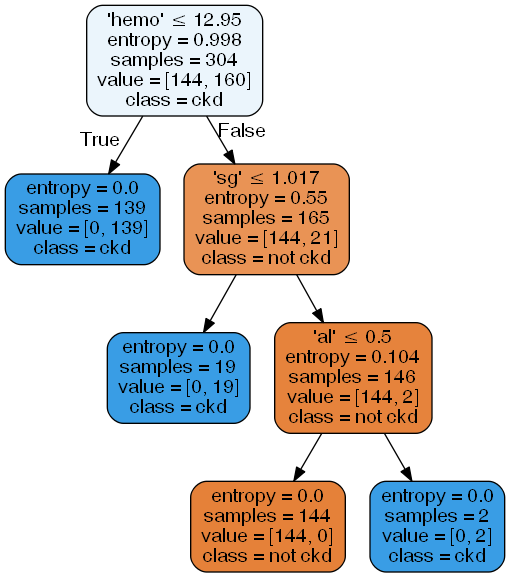 'hemo' ≤ 12.95
entropy = 0.998
samples = 304
value = [144, 160]
class = ckd
True
False
entropy = 0.0
samples = 139
value = [0, 139]
class = ckd
'sg' ≤ 1.017
entropy = 0.55
samples = 165
value = [144, 21]
class = not ckd
entropy = 0.0
samples = 19
value = [0, 19]
class = ckd
'al' ≤ 0.5
entropy = 0.104
samples = 146
value = [144, 2]
class = not ckd
entropy = 0.0
samples = 144
value = [144, 0]
class = not ckd
entropy = 0.0
samples = 2
value = [0, 2]
class = ckd